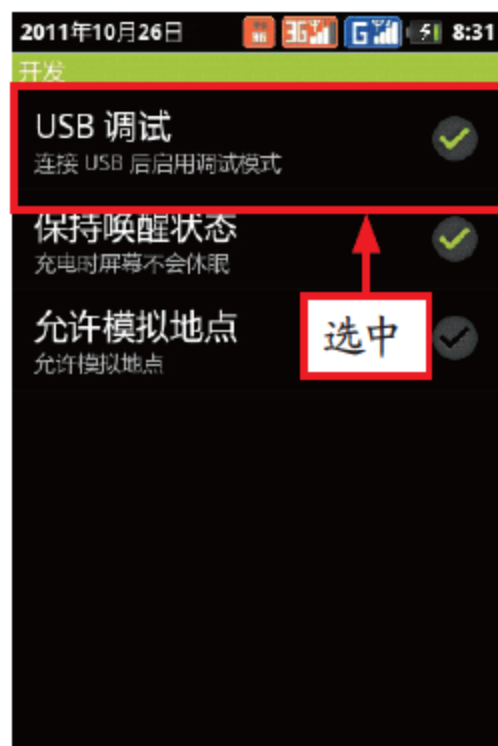 2011年10月26日 3G G 8:31
开发
USB 调试
连接 USB 后启用调试模式
保持唤醒状态
充电时屏幕不会休眠
允许模拟地点
选中
允许模拟地点